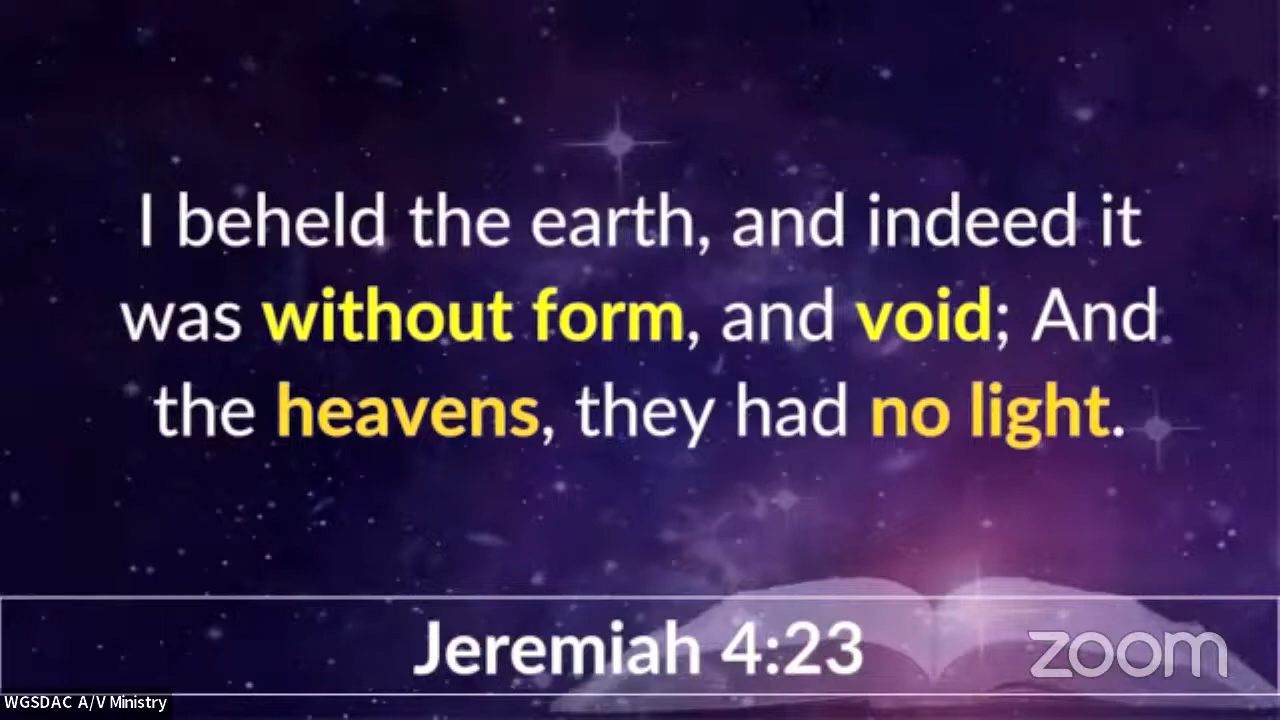 I beheld the earth, and indeed it
was without form, and void; And
the heavens, they had no light.
Jeremiah 4:23
zoom
WGSDAC A/V Ministry